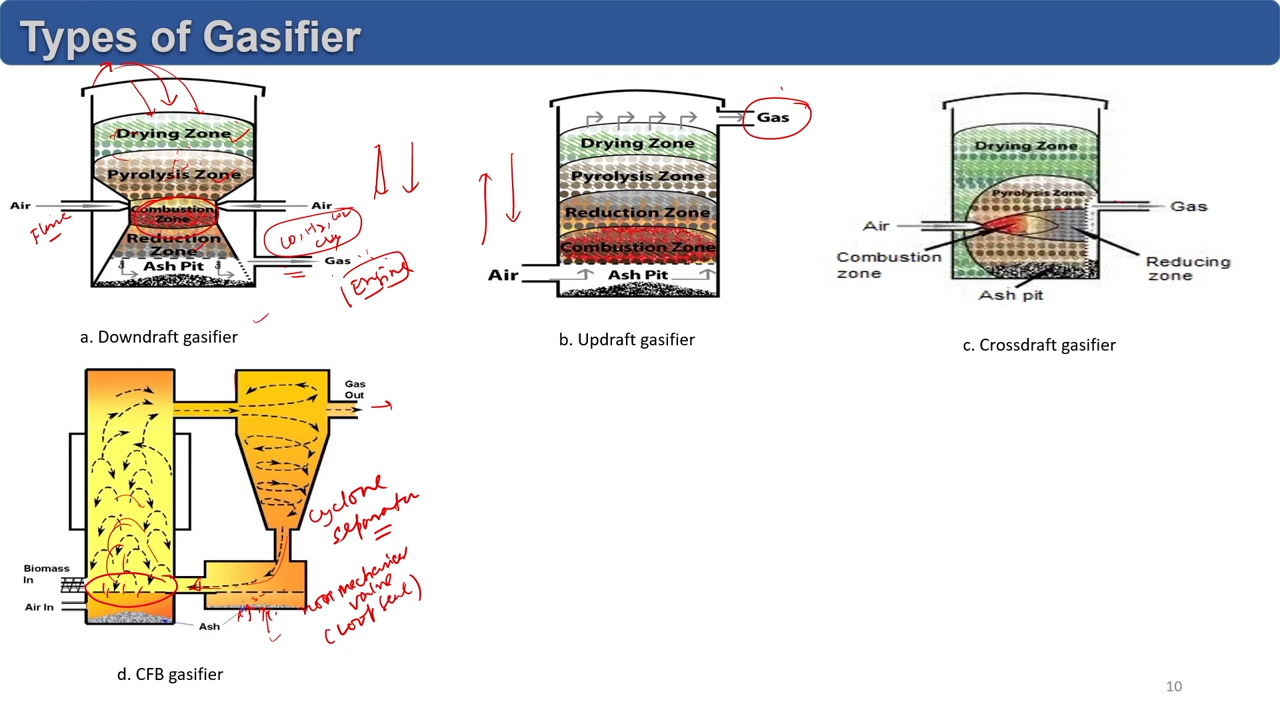 Types of Gasifier
Drying Zone
Pyrolysis Zone
Air
Combustion
Zone
Air
Reduction
Zone
Ash Pit
Gas
CO, H2,
CH4
Engine
a. Downdraft gasifier
Gas
Drying Zone
Pyrolysis Zone
Reduction Zone
Combustion Zone
Air
Ash Pit
b. Updraft gasifier
Drying Zone
Pyrolysis Zone
Gas
Air
Combustion
zone
Reducing
zone
Ash pit
c. Crossdraft gasifier
Gas
Out
cyclone
separator
Biomass
In
Air In
Ash
non mechanical
valve
(loop seal)
d. CFB gasifier
10